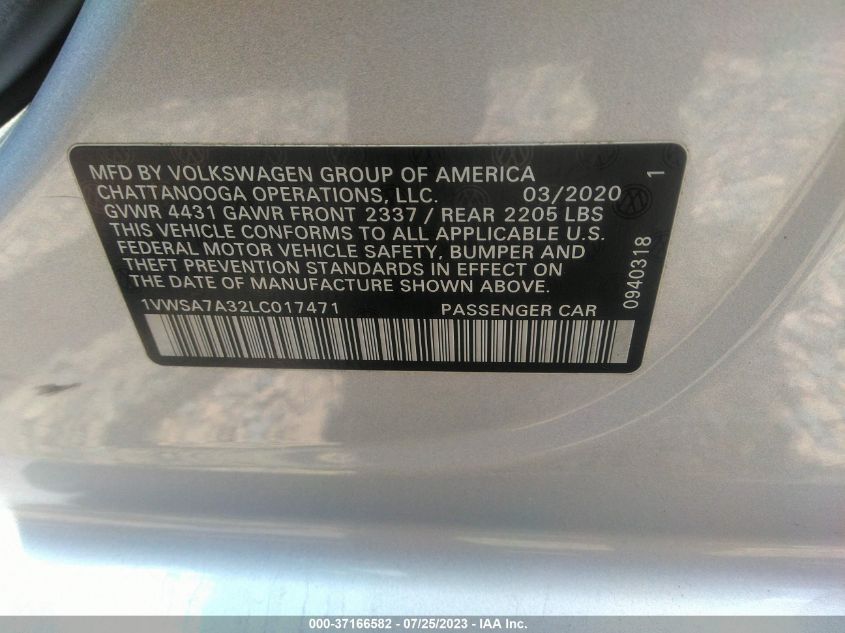 MFD BY VOLKSWAGEN GROUP OF AMERICA
CHATTANOOGA OPERATIONS, LLC. 03/2020 1
GVWR 4431 GAWR FRONT 2337 / REAR 2205 LBS
THIS VEHICLE CONFORMS TO ALL APPLICABLE U.S.
FEDERAL MOTOR VEHICLE SAFETY, BUMPER AND
THEFT PREVENTION STANDARDS IN EFFECT ON
THE DATE OF MANUFACTURE SHOWN ABOVE.
0940318
1VWSA7A32LC017471 PASSENGER CAR
000-37166582 - 07/25/2023 - IAA Inc.